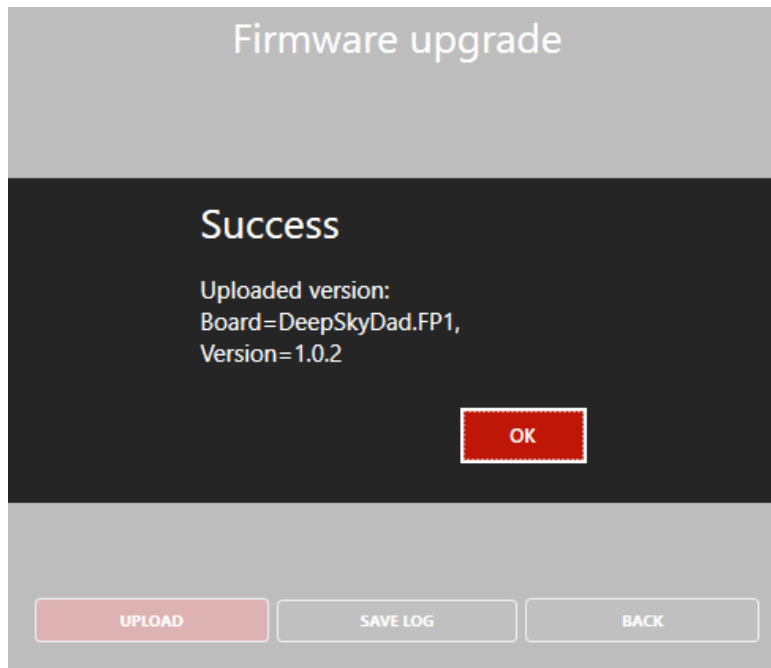 Firmware upgrade
Success
Uploaded version:
Board=DeepSkyDad.FP1,
Version=1.0.2
OK
UPLOAD SAVE LOG BACK